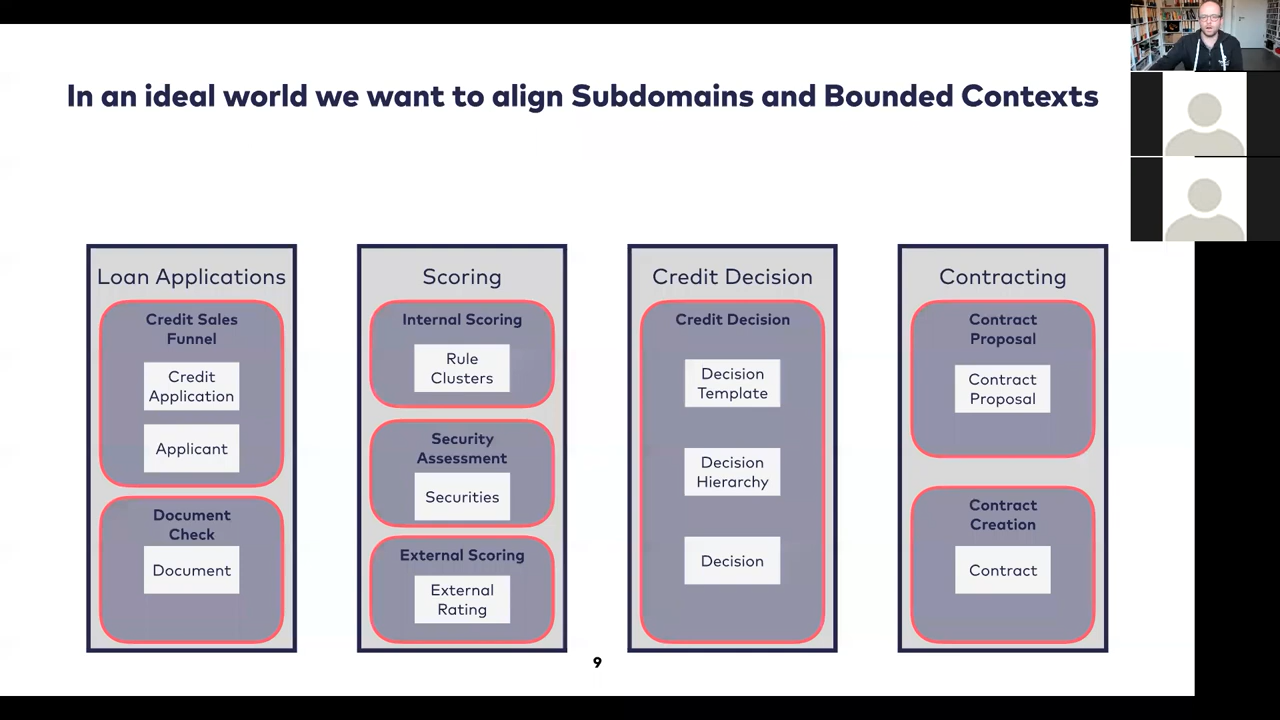 In an ideal world we want to align Subdomains and Bounded Contexts
Loan Applications
Credit Sales
Funnel
Credit
Application
Applicant
Document
Check
Document
Scoring
Internal Scoring
Rule
Clusters
Security
Assessment
Securities
External Scoring
External
Rating
Credit Decision
Credit Decision
Decision
Template
Decision
Hierarchy
Decision
Contracting
Contract
Proposal
Contract
Proposal
Contract
Creation
Contract
9